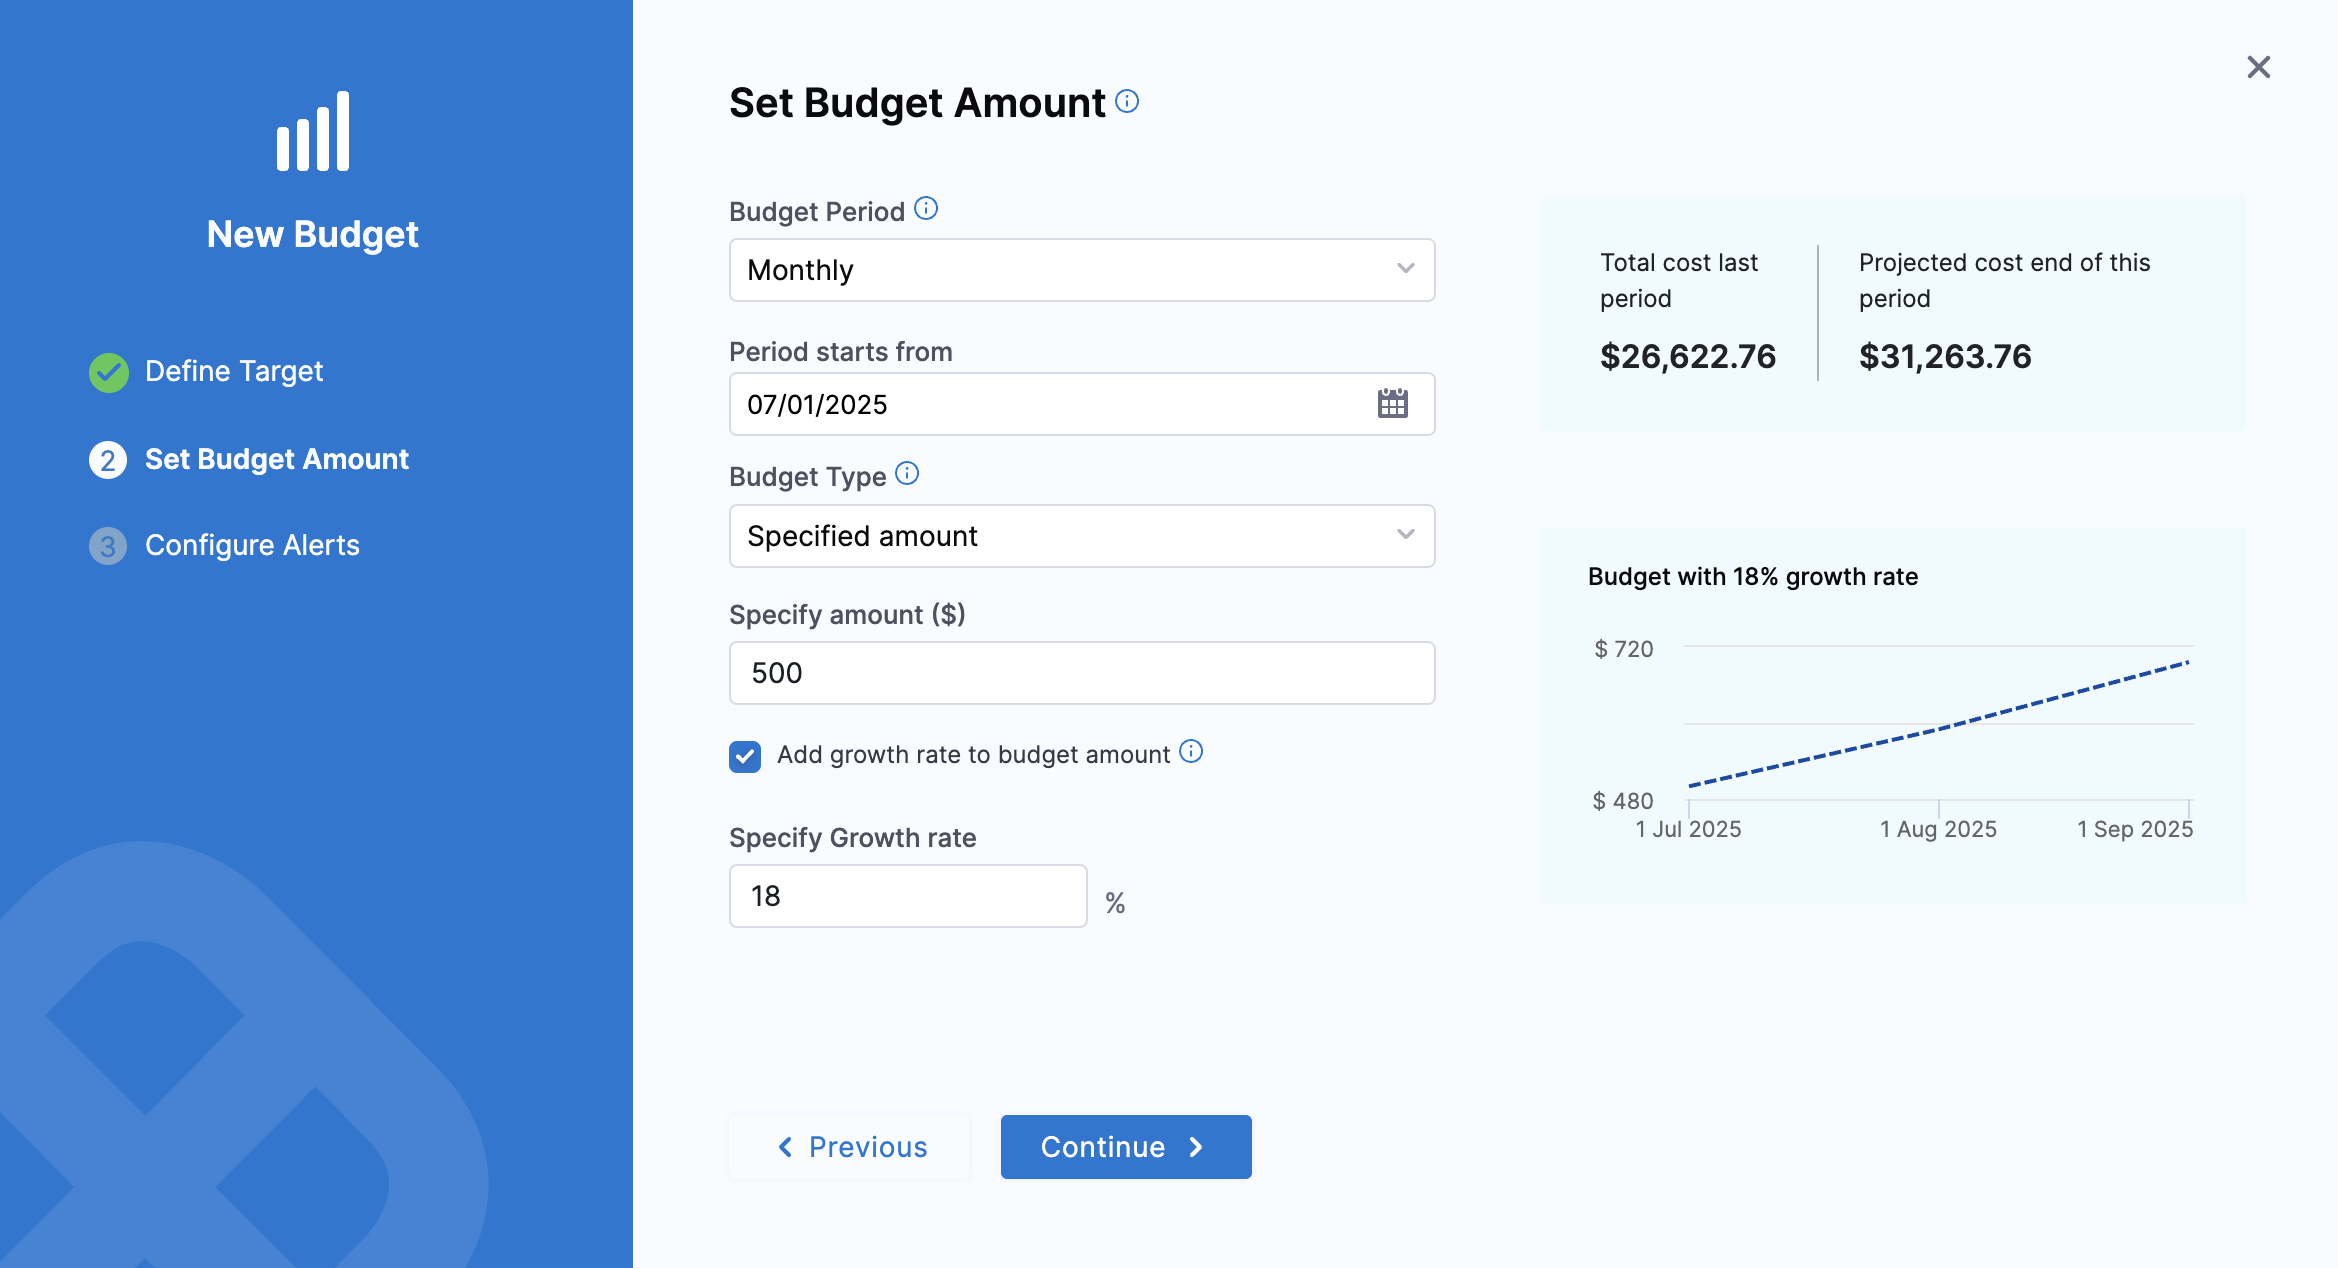 New Budget
Define Target
2 Set Budget Amount
3 Configure Alerts
Set Budget Amount
Budget Period
Monthly
Period starts from
07/01/2025
Budget Type
Specified amount
Specify amount ($)
500
Add growth rate to budget amount
Specify Growth rate
18 %
Previous
Continue
Total cost last
period
$26,622.76
Projected cost end of this
period
$31,263.76
Budget with 18% growth rate
$ 720
$ 480
1 Jul 2025 1 Aug 2025 1 Sep 2025